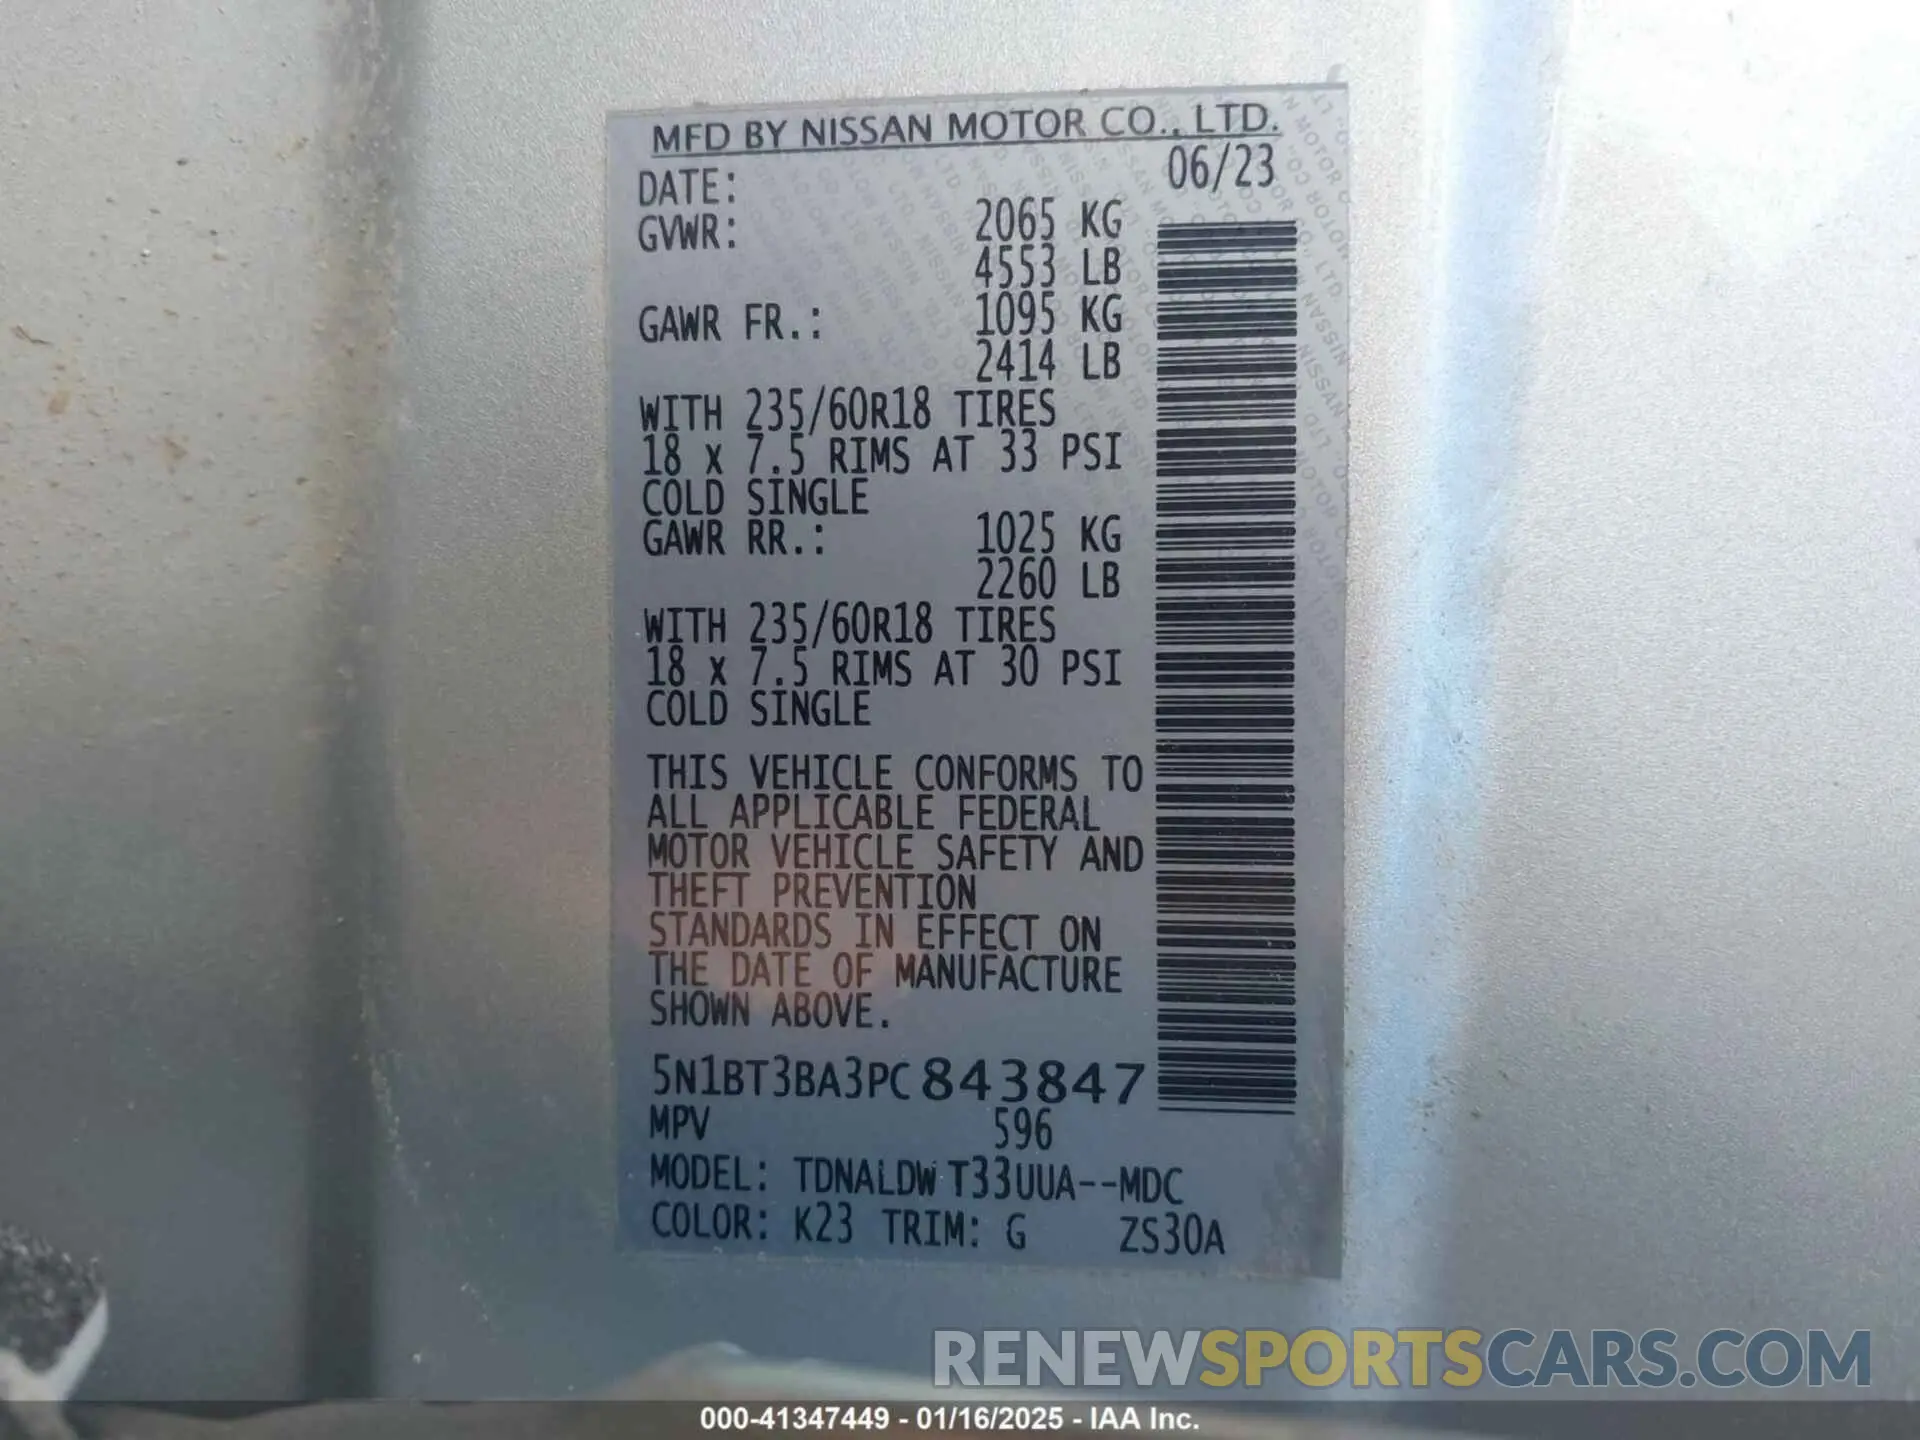 MFD BY NISSAN MOTOR CO., LTD.
DATE: 06/23
GVWR: 2065 KG
4553 LB
GAWR FR.: 1095 KG
2414 LB
WITH 235/60R18 TIRES
18 x 7.5 RIMS AT 33 PSI
COLD SINGLE
GAWR RR.: 1025 KG
2260 LB
WITH 235/60R18 TIRES
18 x 7.5 RIMS AT 30 PSI
COLD SINGLE
THIS VEHICLE CONFORMS TO
ALL APPLICABLE FEDERAL
MOTOR VEHICLE SAFETY AND
THEFT PREVENTION
STANDARDS IN EFFECT ON
THE DATE OF MANUFACTURE
SHOWN ABOVE.
5N1BT3BA3PC843847
MPV 596
MODEL: TDNALDW T33UUA--MDC
COLOR: K23 TRIM: G ZS30A
RENEWSPORTSCARS.COM
000-41347449 - 01/16/2025 - IAA Inc.